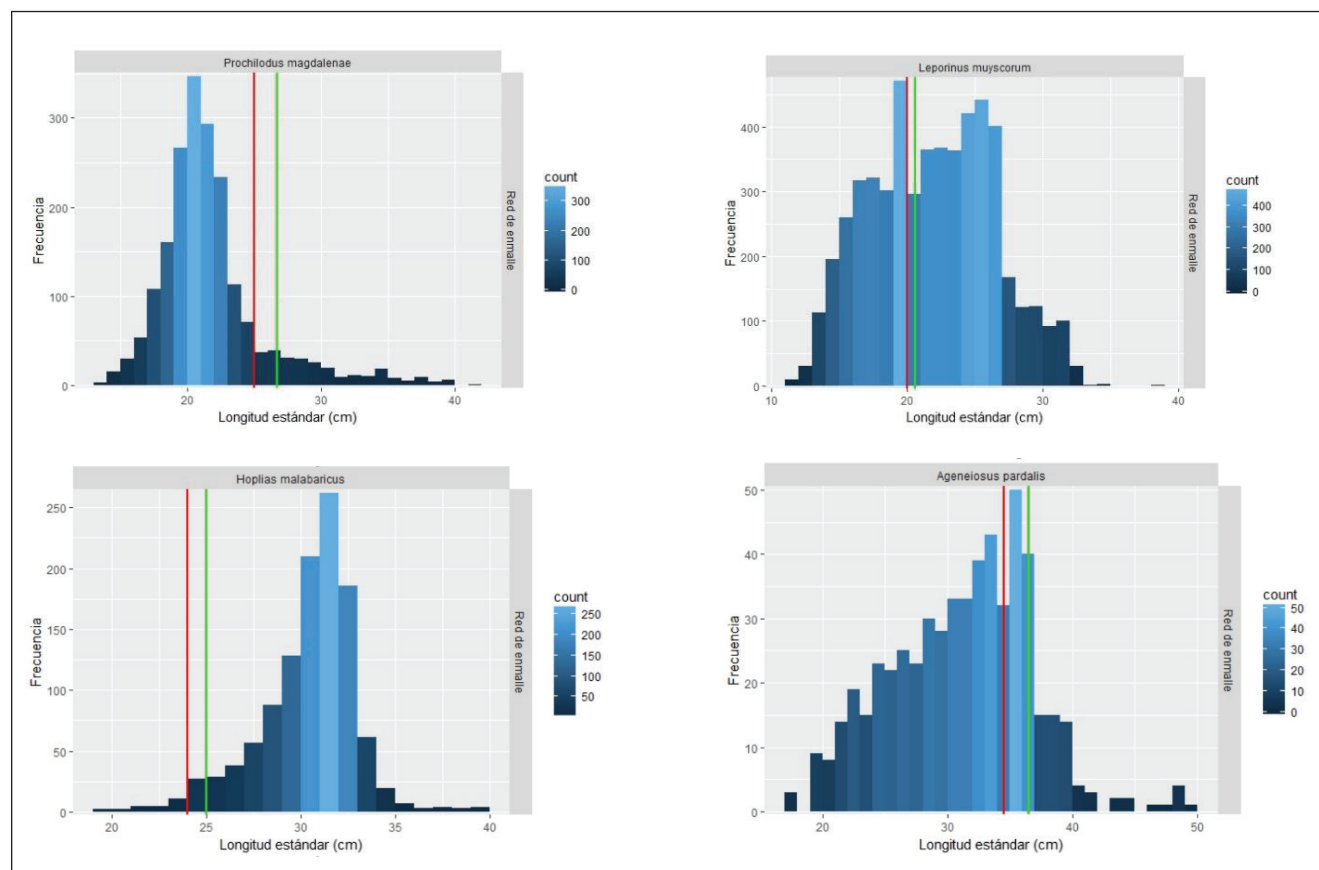 Prochilodus magdalenae
300
200
100
0
Frecuencia
20
30
40
Longitud estándar (cm)
Red de enmalle
count
300
200
100
0
Leporinus muyscorum
400
300
200
100
0
Frecuencia
10
20
30
40
Longitud estándar (cm)
Red de enmalle
count
400
300
200
100
0
Hoplias malabaricus
250
200
150
100
50
0
Frecuencia
20
25
30
35
40
Longitud estándar (cm)
Red de enmalle
count
250
200
150
100
50
Ageneiosus pardalis
50
40
30
20
10
0
Frecuencia
20
30
40
50
Longitud estándar (cm)
Red de enmalle
count
50
40
30
20
10
0